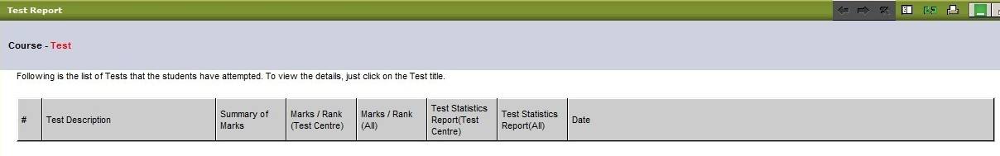 Test Report
Course - Test
Following is the list of Tests that the students have attempted. To view the details, just click on the Test title.
# Test Description Summary of Marks Marks / Rank (Test Centre) Marks / Rank (All) Test Statistics Report(Test Centre) Test Statistics Report(All) Date